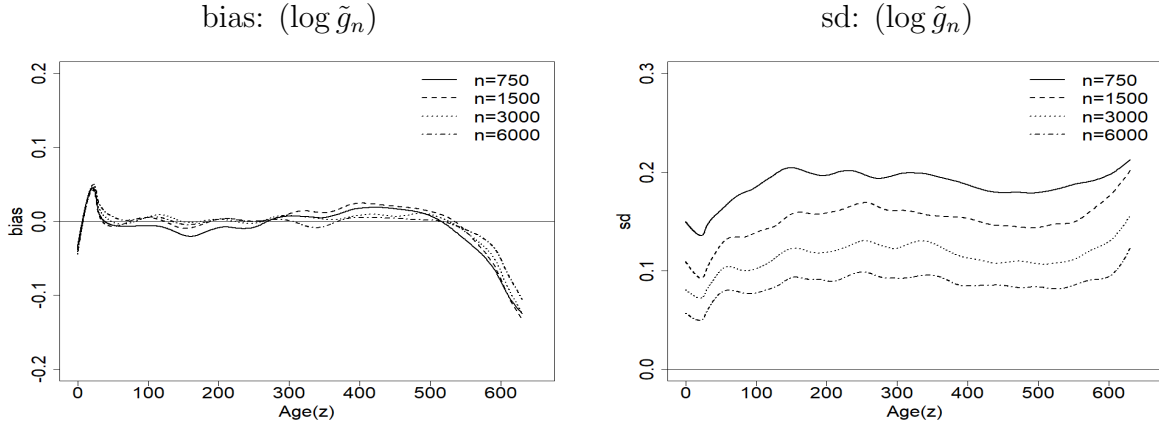 bias: (log g̃ₙ)
0.2
0.1
0.0
-0.1
-0.2
bias
n=750
n=1500
n=3000
n=6000
0 100 200 300 400 500 600
Age(z)
sd: (log g̃ₙ)
0.3
0.2
0.1
0.0
sd
n=750
n=1500
n=3000
n=6000
0 100 200 300 400 500 600
Age(z)